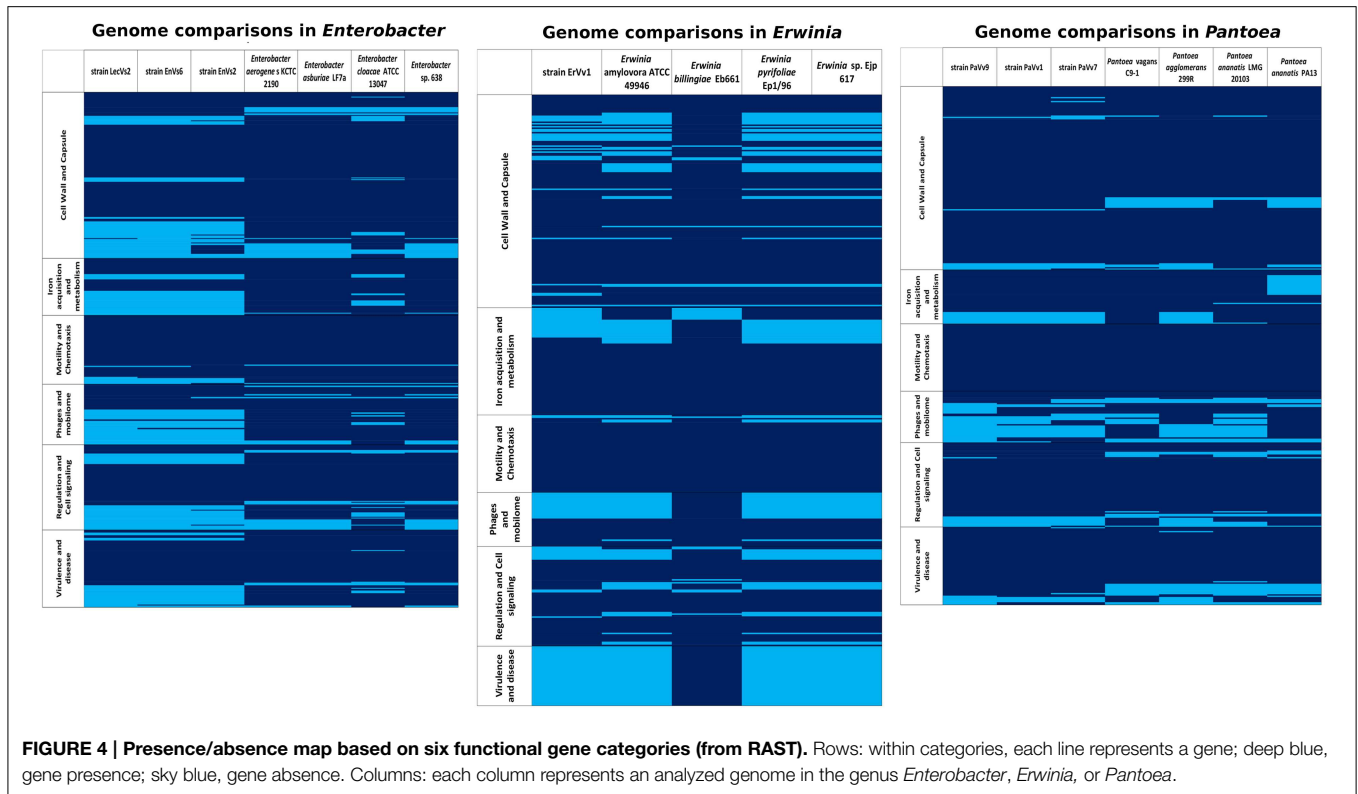 Genome comparisons in Enterobacter
strain LecVs2
strain EnVs6
strain EnVs2
Enterobacter
aerogene s KCTC
2190
Enterobacter
asburiae LF7a
Enterobacter
cloacae ATCC
13047
Enterobacter
sp. 638
Cell Wall and Capsule
Iron
acquisition
and
metabolism
Motility and
Chemotaxis
Phages and
mobilome
Regulation and
Cell signaling
Virulence and
disease
Genome comparisons in Erwinia
strain ErVv1
Erwinia
amylovora ATCC
49946
Erwinia
billingiae Eb661
Erwinia
pyrifoliae
Ep1/96
Erwinia sp. Ejp
617
Cell Wall and Capsule
Iron acquisition and
metabolism
Motility and
Chemotaxis
Phages
and
mobilome
Regulation and Cell
signaling
Virulence
and disease
Genome comparisons in Pantoea
strain PaVv9
strain PaVv1
strain PaVv7
Pantoea vagans
C9-1
Pantoea
agglomerans
299R
Pantoea
ananatis LMG
20103
Pantoea
ananatis PA13
Cell Wall and Capsule
Iron
acquisition
and
metabolism
Motility and
Chemotaxis
Phages and
mobilome
Regulation and Cell
signaling
Virulence and
disease
FIGURE 4 | Presence/absence map based on six functional gene categories (from RAST). Rows: within categories, each line represents a gene; deep blue,
gene presence; sky blue, gene absence. Columns: each column represents an analyzed genome in the genus Enterobacter, Erwinia, or Pantoea.